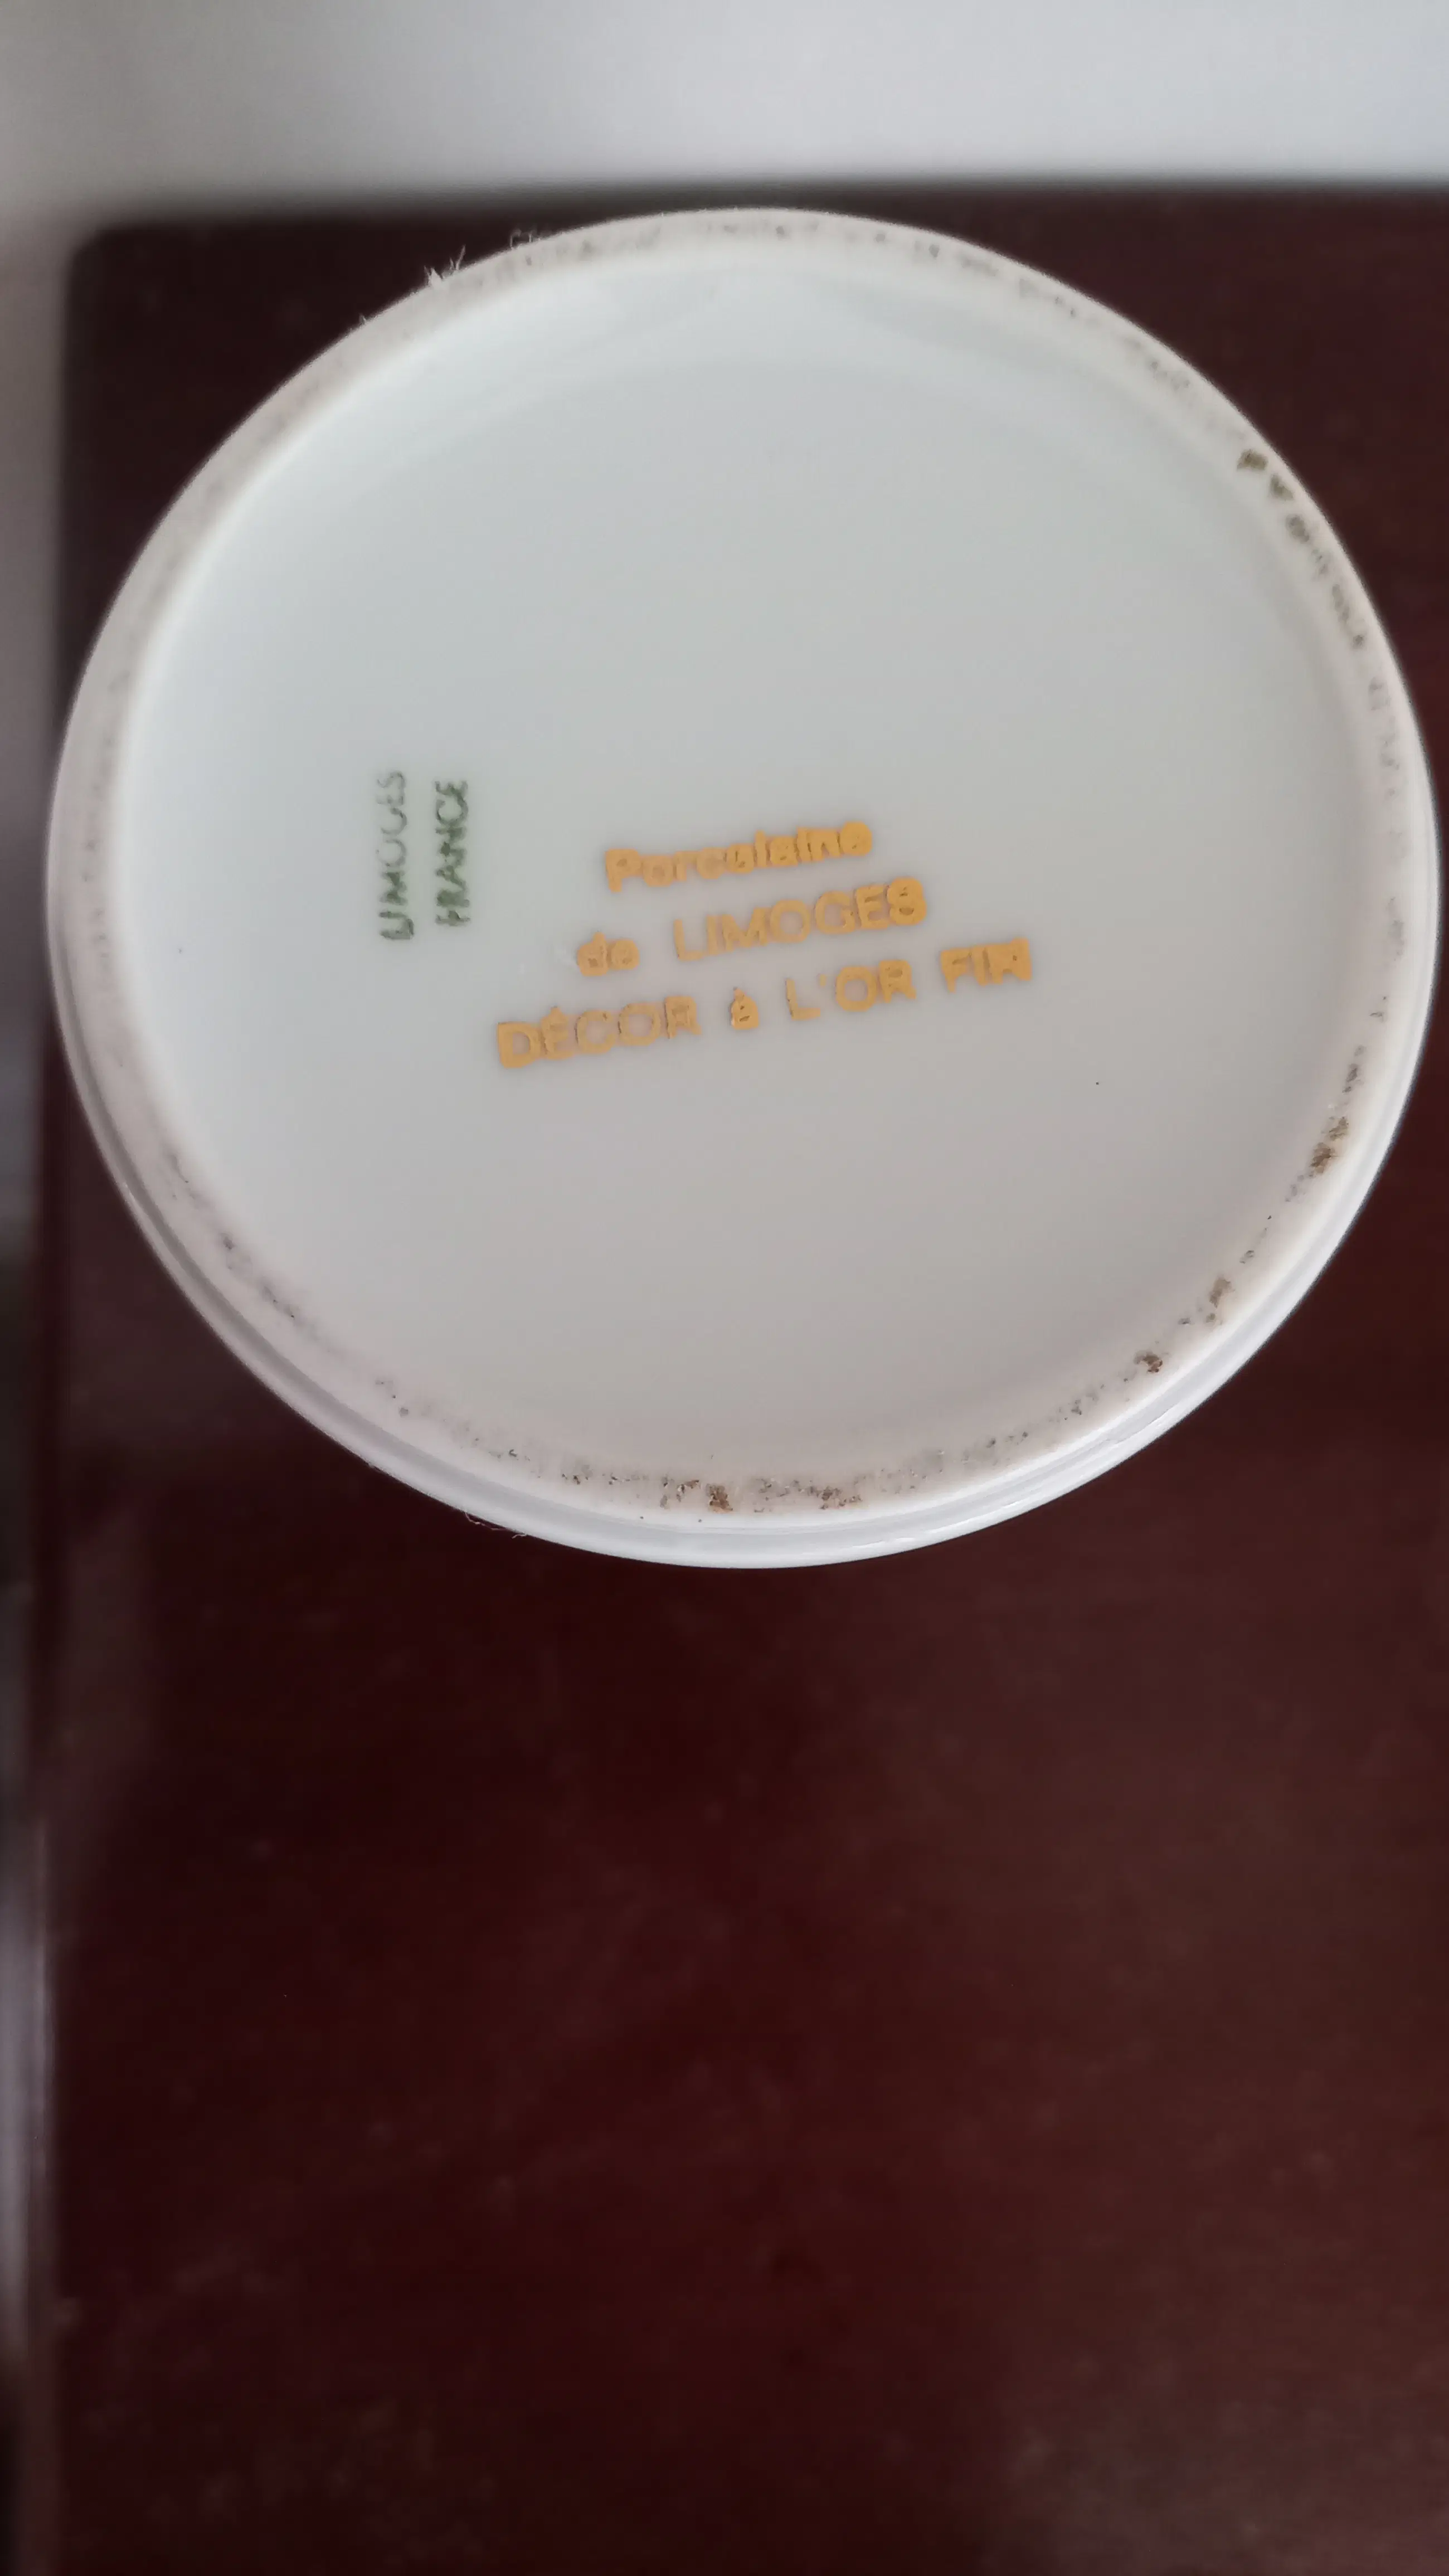 LIMOGES
FRANCE
Porcelaine
de LIMOGES
DÉCOR à L'OR FIN